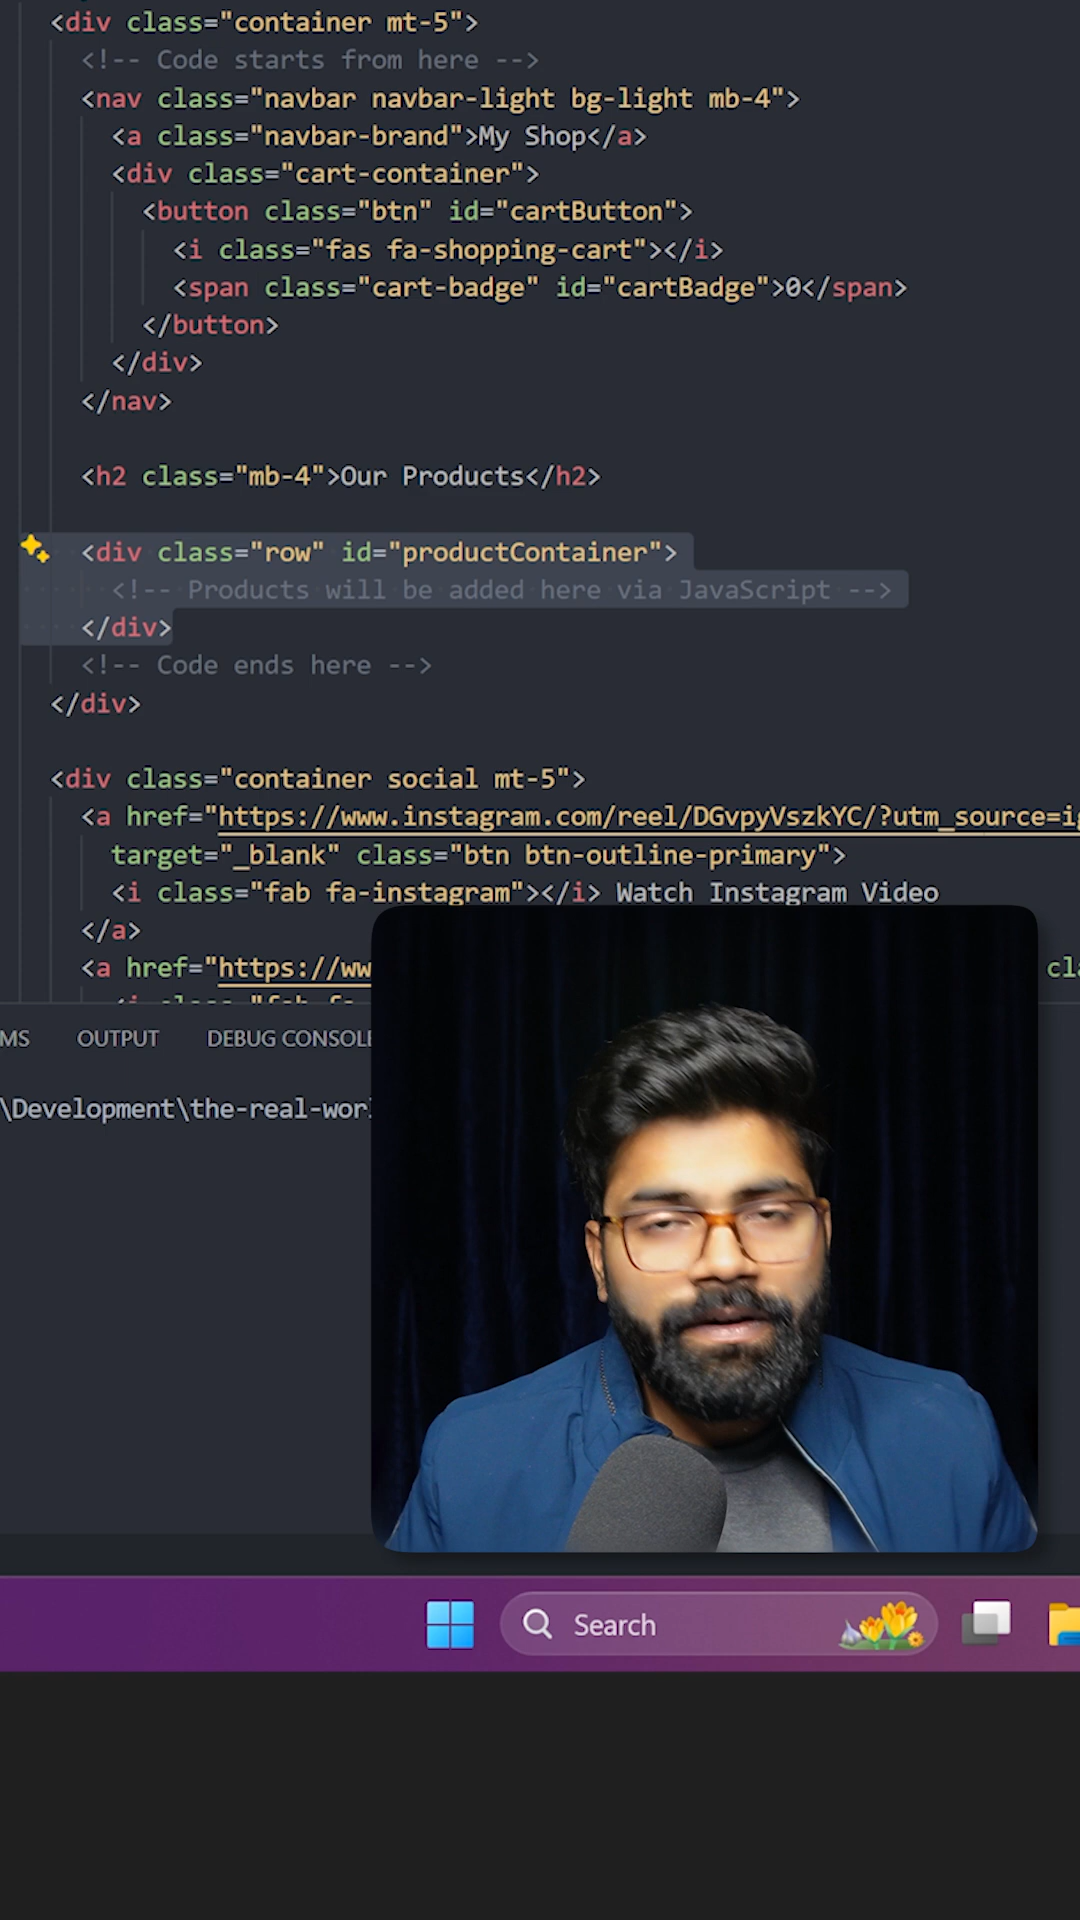 <div class="container mt-5">
<!-- Code starts from here -->
<nav class="navbar navbar-light bg-light mb-4">
<a class="navbar-brand">My Shop</a>
<div class="cart-container">
<button class="btn" id="cartButton">
<i class="fas fa-shopping-cart"></i>
<span class="cart-badge" id="cartBadge">0</span>
</button>
</div>
</nav>
<h2 class="mb-4">Our Products</h2>
<div class="row" id="productContainer">
<!-- Products will be added here via JavaScript -->
</div>
<!-- Code ends here -->
</div>
<div class="container social mt-5">
<a href="https://www.instagram.com/reel/DGvpyVszkYC/?utm_source=ig
target="_blank" class="btn btn-outline-primary">
<i class="fab fa-instagram"></i> Watch Instagram Video
</a>
<a href="https://ww cla
MS OUTPUT DEBUG CONSOLE
\Development\the-real-wor
Search